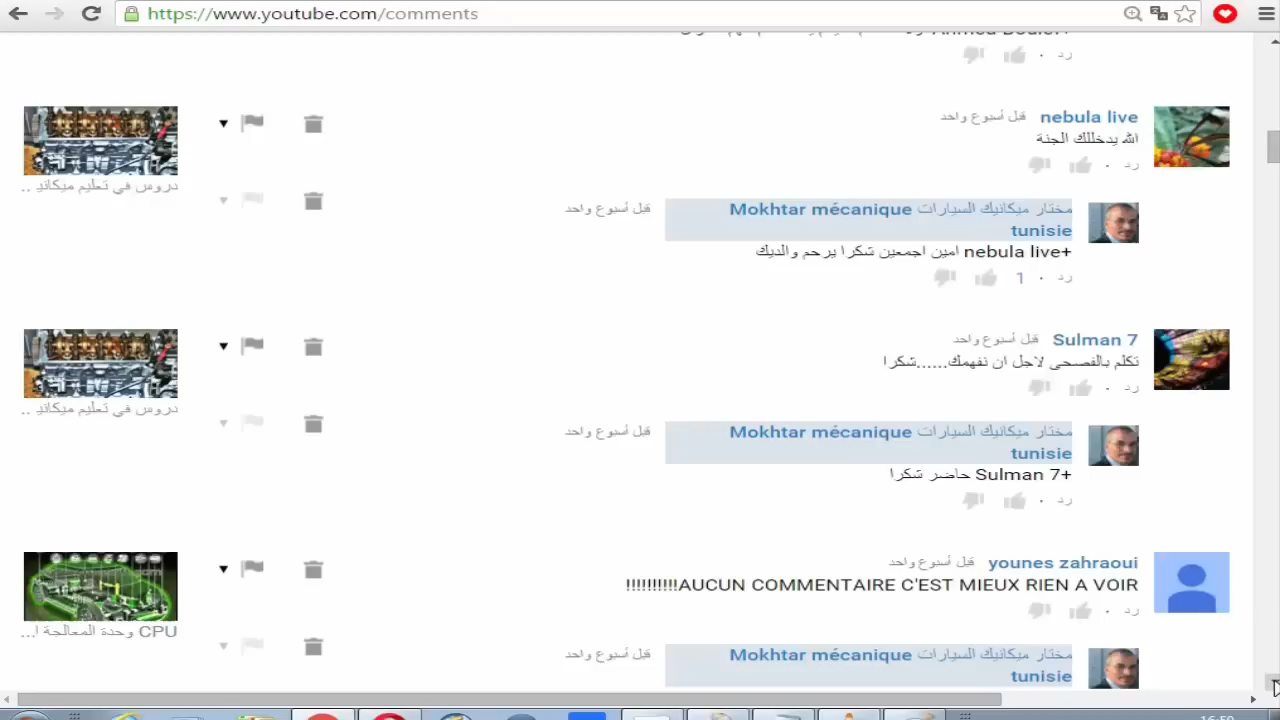 https://www.youtube.com/comments
رد
nebula live قبل أسبوع واحد
الله يدخلك الجنة
رد
دروس في تعليم ميكاني ..
مختار ميكانيك السيارات Mokhtar mécanique tunisie قبل أسبوع واحد
+nebula live امين اجمعين شكرا يرحم والديك
رد · 1
Sulman 7 قبل أسبوع واحد
تكلم بالفصحى لاجل ان نفهمك......شكرا
رد
دروس في تعليم ميكاني ..
مختار ميكانيك السيارات Mokhtar mécanique tunisie قبل أسبوع واحد
+Sulman 7 حاضر شكرا
رد
younes zahraoui قبل أسبوع واحد
!!!!!!!!!!AUCUN COMMENTAIRE C'EST MIEUX RIEN A VOIR
رد
CPU وحدة المعالجة ا...
مختار ميكانيك السيارات Mokhtar mécanique tunisie قبل أسبوع واحد